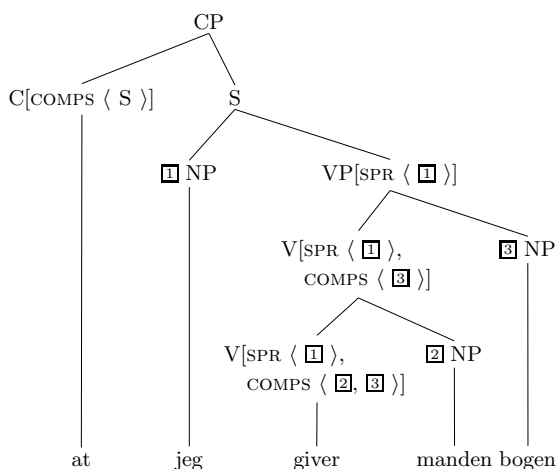 CP
C[COMPS ⟨ S ⟩] S
1 NP VP[SPR ⟨ 1 ⟩]
V[SPR ⟨ 1 ⟩, 3 NP
COMPS ⟨ 3 ⟩]
V[SPR ⟨ 1 ⟩, 2 NP
COMPS ⟨ 2, 3 ⟩]
at jeg giver manden bogen